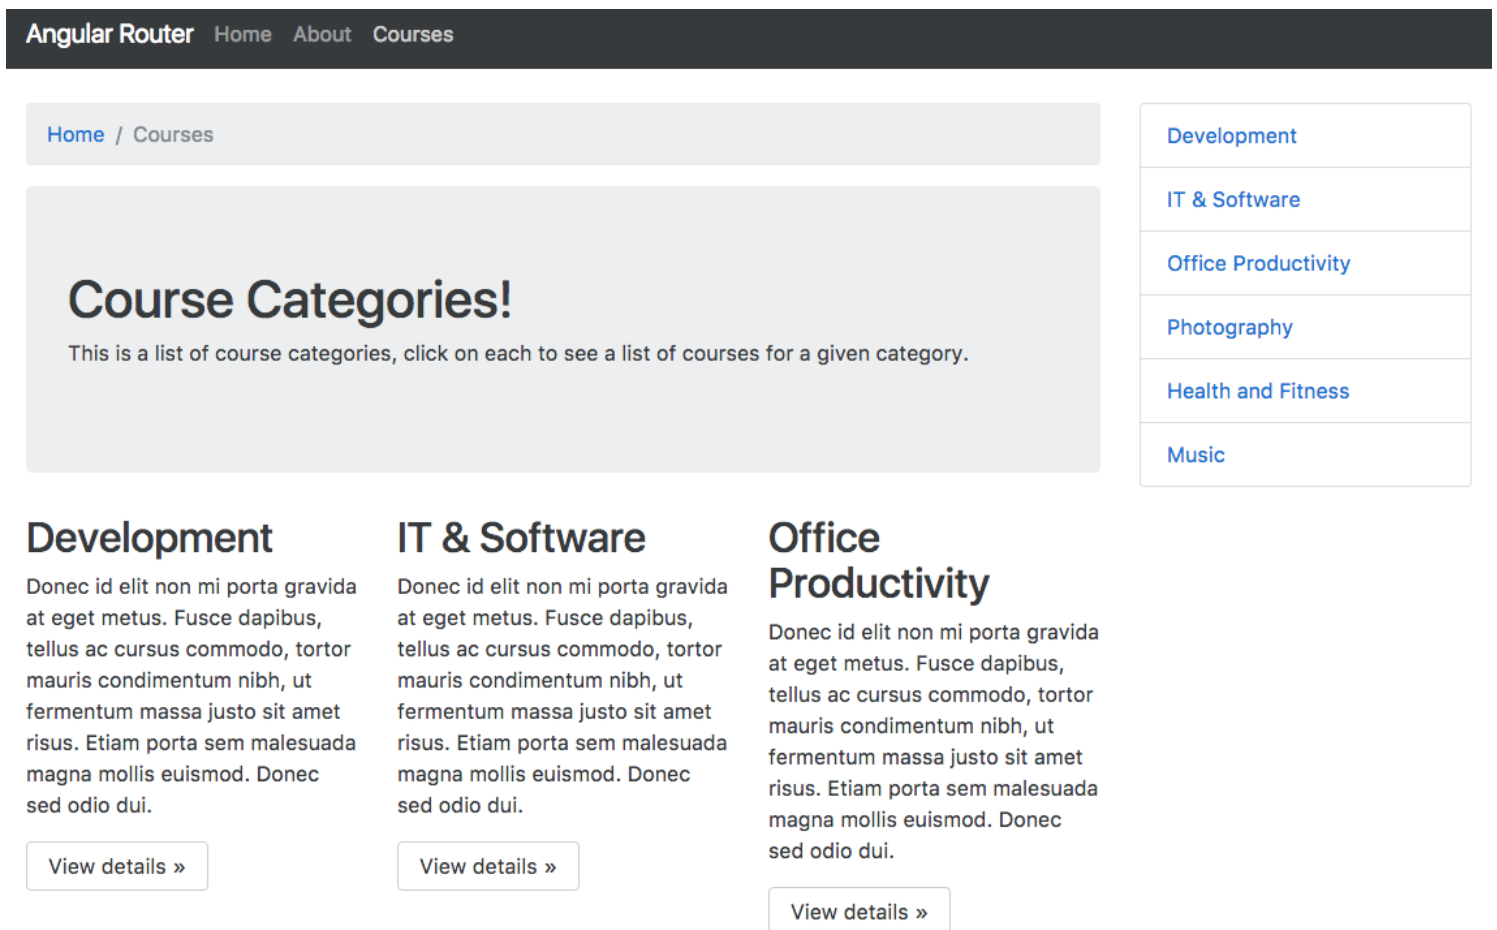 Angular Router Home About Courses
Home / Courses
Course Categories!
This is a list of course categories, click on each to see a list of courses for a given category.
Development
IT & Software
Office Productivity
Photography
Health and Fitness
Music
Development
Donec id elit non mi porta gravida
at eget metus. Fusce dapibus,
tellus ac cursus commodo, tortor
mauris condimentum nibh, ut
fermentum massa justo sit amet
risus. Etiam porta sem malesuada
magna mollis euismod. Donec
sed odio dui.
View details »
IT & Software
Donec id elit non mi porta gravida
at eget metus. Fusce dapibus,
tellus ac cursus commodo, tortor
mauris condimentum nibh, ut
fermentum massa justo sit amet
risus. Etiam porta sem malesuada
magna mollis euismod. Donec
sed odio dui.
View details »
Office
Productivity
Donec id elit non mi porta gravida
at eget metus. Fusce dapibus,
tellus ac cursus commodo, tortor
mauris condimentum nibh, ut
fermentum massa justo sit amet
risus. Etiam porta sem malesuada
magna mollis euismod. Donec
sed odio dui.
View details »